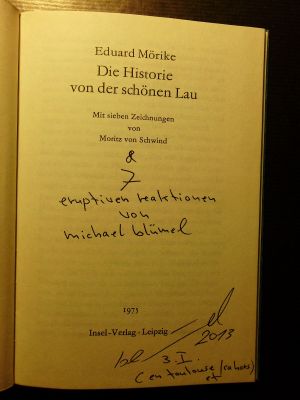 Eduard Mörike
Die Historie
von der schönen Lau
Mit sieben Zeichnungen
von
Moritz von Schwind
&
7
eruptiven reaktionen
von
michael blümel
1973
Insel-Verlag · Leipzig
2013
3. I.
(en toulouse
et